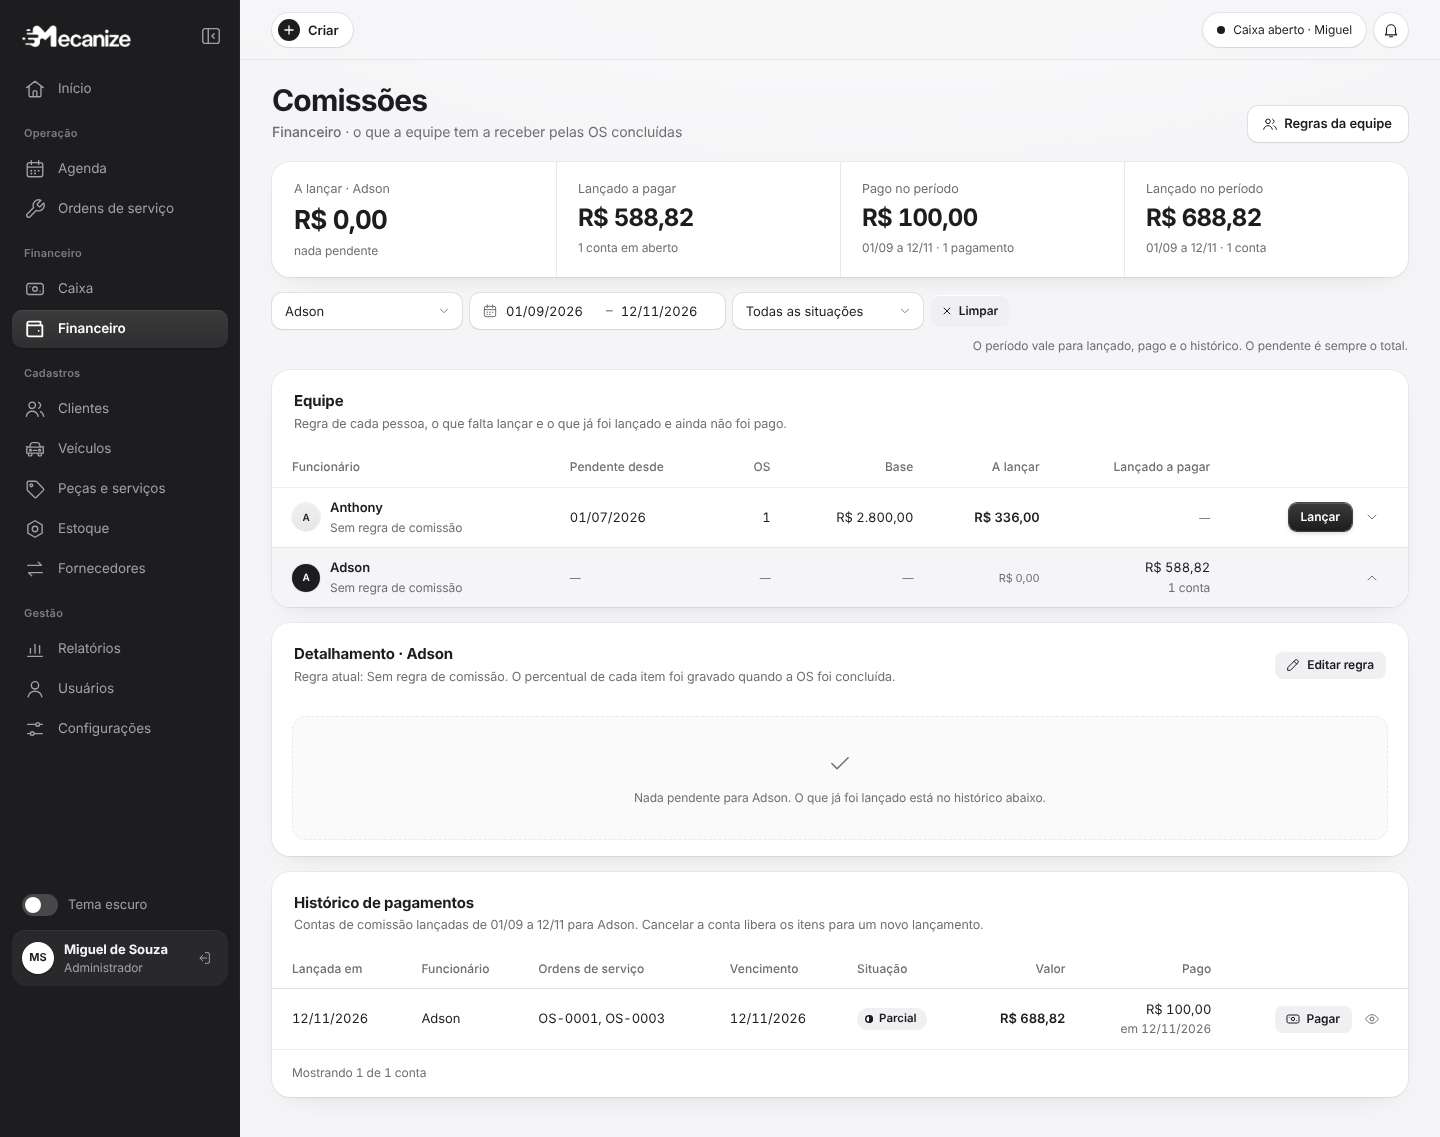 Mecanize
Início
Operação
Agenda
Ordens de serviço
Financeiro
Caixa
Financeiro
Cadastros
Clientes
Veículos
Peças e serviços
Estoque
Fornecedores
Gestão
Relatórios
Usuários
Configurações
Tema escuro
MS
Miguel de Souza
Administrador
Criar
Caixa aberto · Miguel
Comissões
Financeiro · o que a equipe tem a receber pelas OS concluídas
Regras da equipe
A lançar · Adson
R$ 0,00
nada pendente
Lançado a pagar
R$ 588,82
1 conta em aberto
Pago no período
R$ 100,00
01/09 a 12/11 · 1 pagamento
Lançado no período
R$ 688,82
01/09 a 12/11 · 1 conta
Adson
01/09/2026 – 12/11/2026
Todas as situações
Limpar
O período vale para lançado, pago e o histórico. O pendente é sempre o total.
Equipe
Regra de cada pessoa, o que falta lançar e o que já foi lançado e ainda não foi pago.
Funcionário Pendente desde OS Base A lançar Lançado a pagar
A Anthony 01/07/2026 1 R$ 2.800,00 R$ 336,00 — Lançar
Sem regra de comissão
A Adson — — — R$ 0,00 R$ 588,82
Sem regra de comissão 1 conta
Detalhamento · Adson
Regra atual: Sem regra de comissão. O percentual de cada item foi gravado quando a OS foi concluída.
Editar regra
Nada pendente para Adson. O que já foi lançado está no histórico abaixo.
Histórico de pagamentos
Contas de comissão lançadas de 01/09 a 12/11 para Adson. Cancelar a conta libera os itens para um novo lançamento.
Lançada em Funcionário Ordens de serviço Vencimento Situação Valor Pago
12/11/2026 Adson OS-0001, OS-0003 12/11/2026 Parcial R$ 688,82 R$ 100,00 Pagar
em 12/11/2026
Mostrando 1 de 1 conta